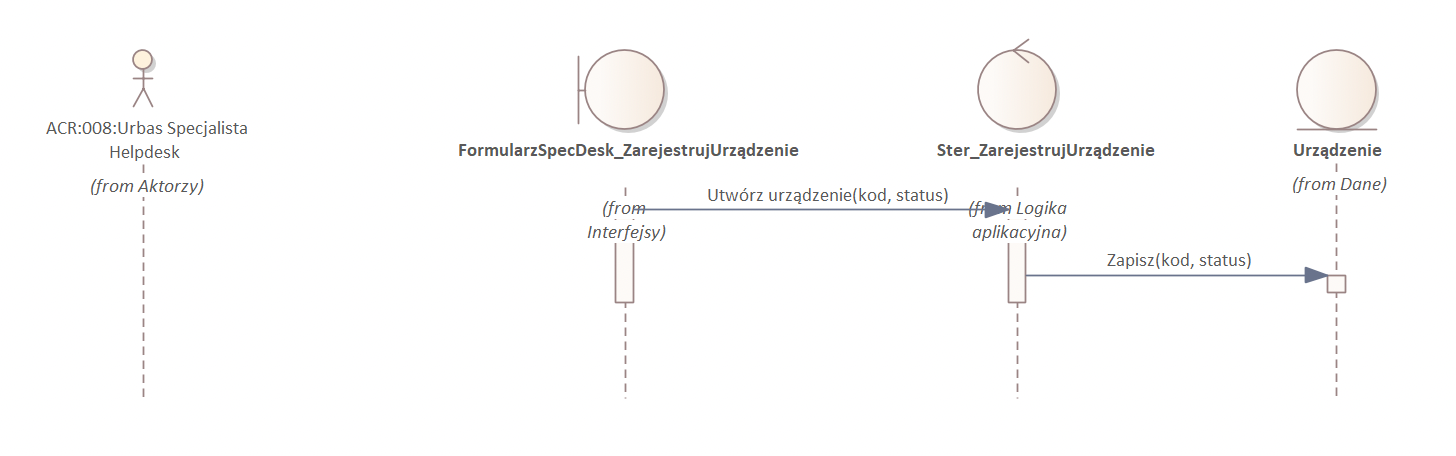 ACR:008:Urbas Specjalista
Helpdesk
(from Aktorzy)
FormularzSpecDesk_ZarejestrujUrządzenie
(from
Interfejsy)
Utwórz urządzenie(kod, status)
Ster_ZarejestrujUrządzenie
(from Logika
aplikacyjna)
Zapisz(kod, status)
Urządzenie
(from Dane)